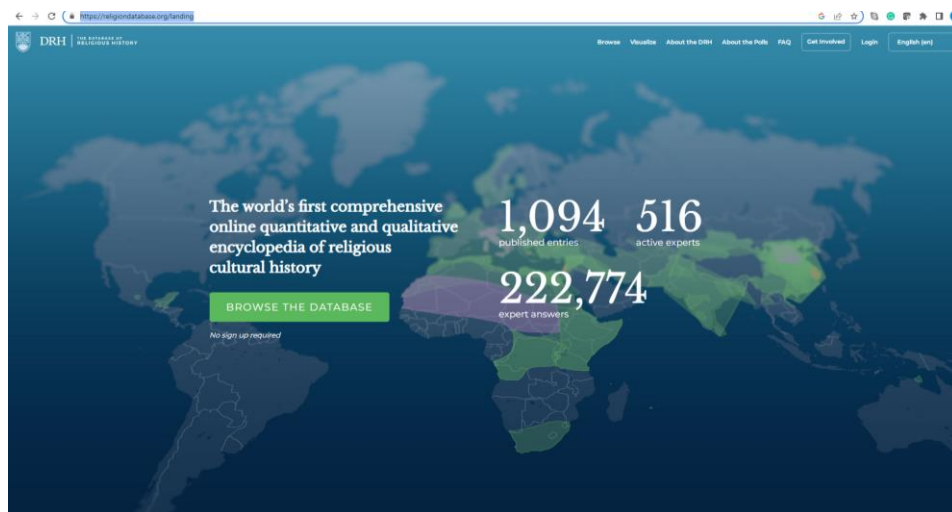 https://religiondatabase.org/landing
UBC
DRH | THE DATABASE OF RELIGIOUS HISTORY
Browse Visualize About the DRH About the Polls FAQ Get Involved Login English (en)
The world's first comprehensive
online quantitative and qualitative
encyclopedia of religious
cultural history
BROWSE THE DATABASE
No sign up required
1,094 516
published entries active experts
222,774
expert answers